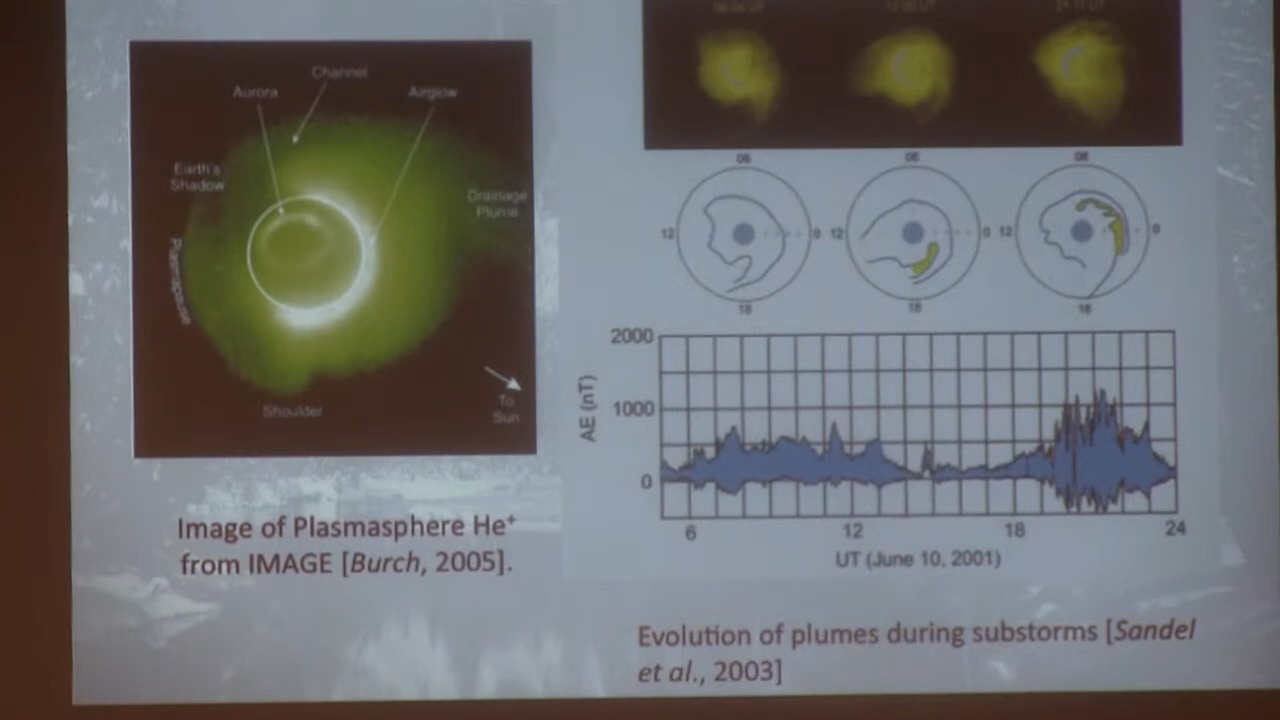 Channel
Aurora
Airglow
Earth's
Shadow
Drainage
Plume
Plasmapause
To
Sun
Shoulder
Image of Plasmasphere He⁺
from IMAGE [Burch, 2005].
06 06 06
12 0 12 0 12 0
18 18 18
2000
1000
0
AE (nT)
6 12 18 24
UT (June 10, 2001)
Evolution of plumes during substorms [Sandel
et al., 2003]